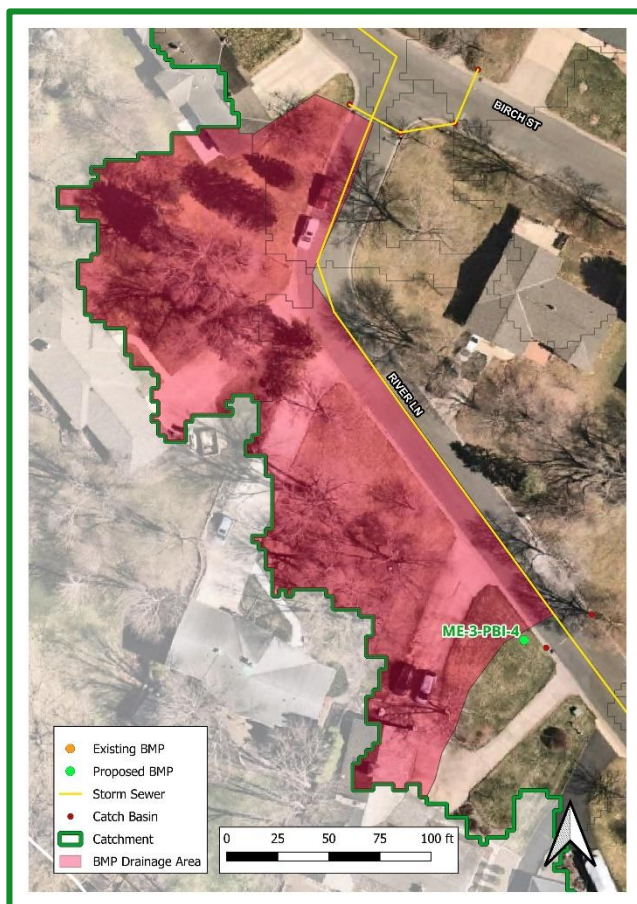 BIRCH ST
RIVER LN
ME-3-PBI-4
Existing BMP
Proposed BMP
Storm Sewer
Catch Basin
Catchment
BMP Drainage Area
0 25 50 75 100 ft